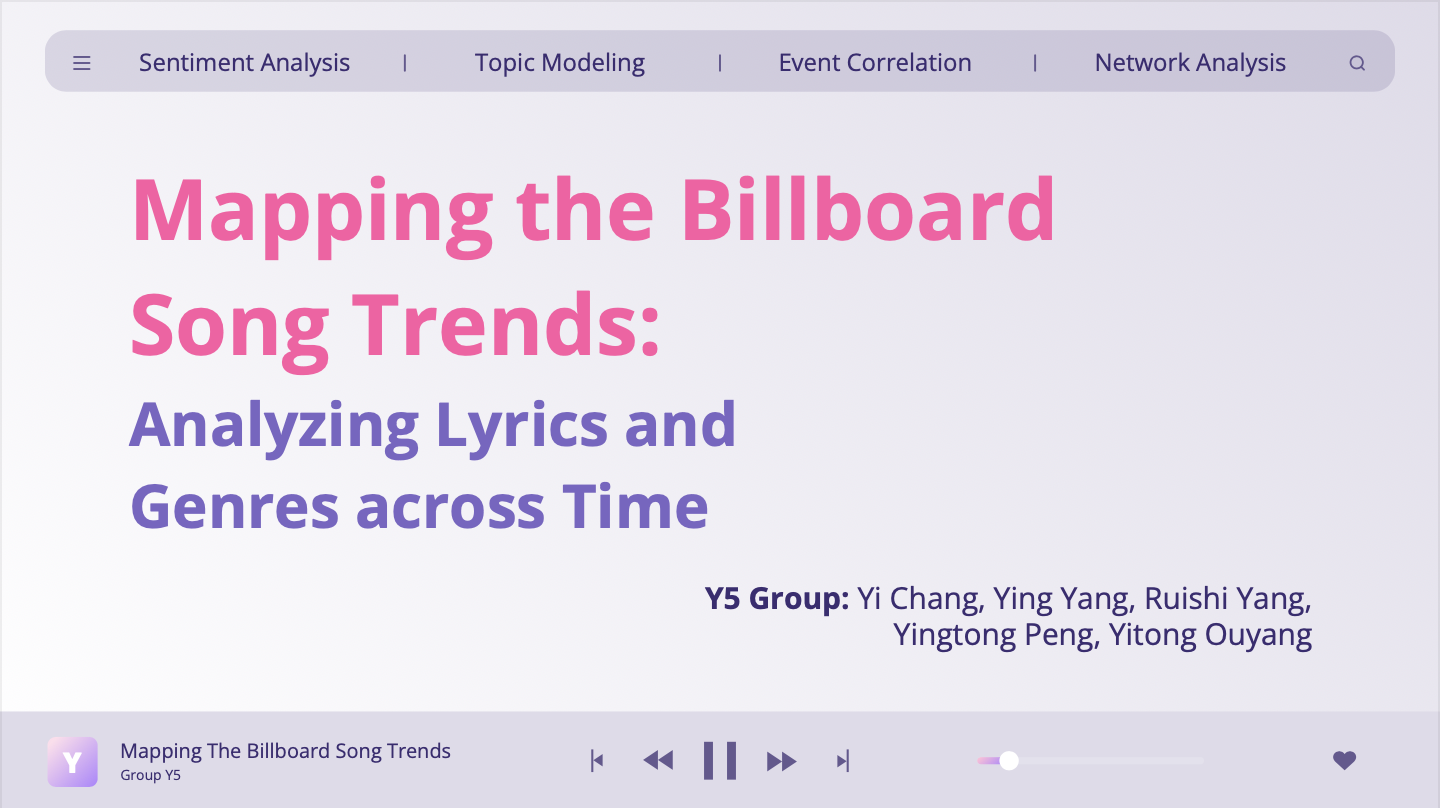 Sentiment Analysis | Topic Modeling | Event Correlation | Network Analysis
Mapping the Billboard
Song Trends:
Analyzing Lyrics and
Genres across Time
Y5 Group: Yi Chang, Ying Yang, Ruishi Yang,
Yingtong Peng, Yitong Ouyang
Y
Mapping The Billboard Song Trends
Group Y5